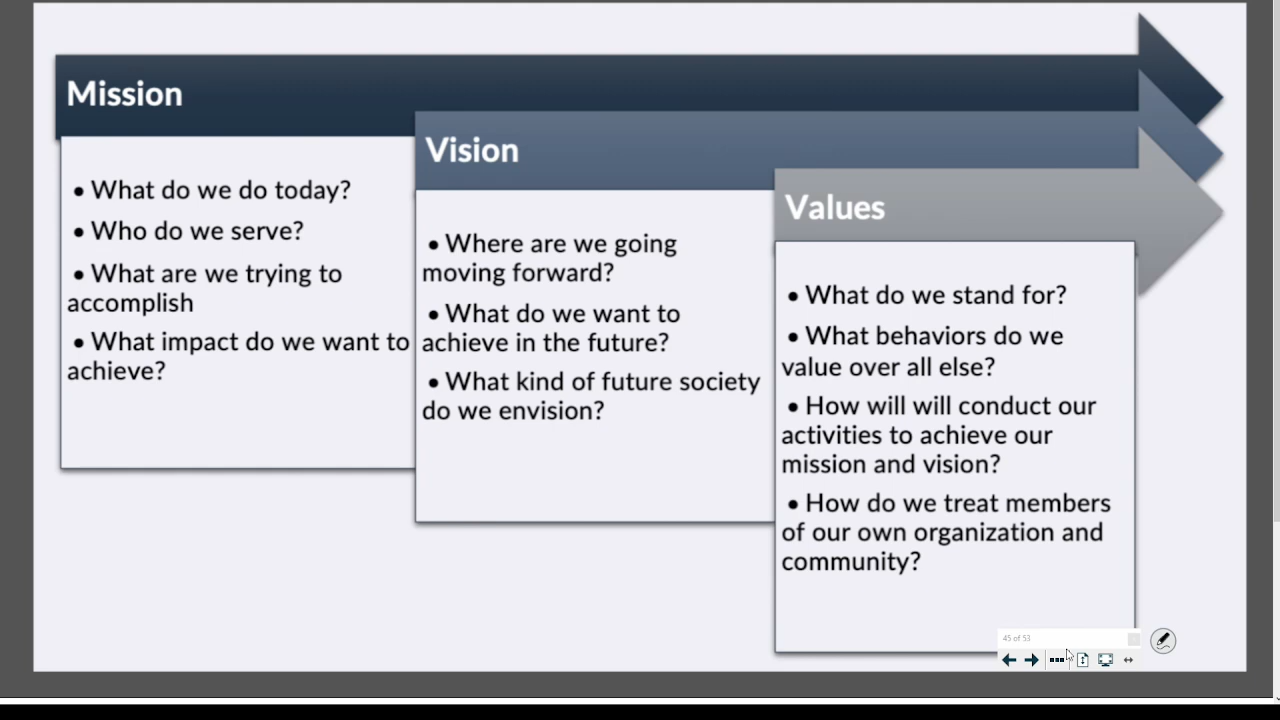 Mission
• What do we do today?
• Who do we serve?
• What are we trying to
accomplish
• What impact do we want to
achieve?
Vision
• Where are we going
moving forward?
• What do we want to
achieve in the future?
• What kind of future society
do we envision?
Values
• What do we stand for?
• What behaviors do we
value over all else?
• How will will conduct our
activities to achieve our
mission and vision?
• How do we treat members
of our own organization and
community?
45 of 53